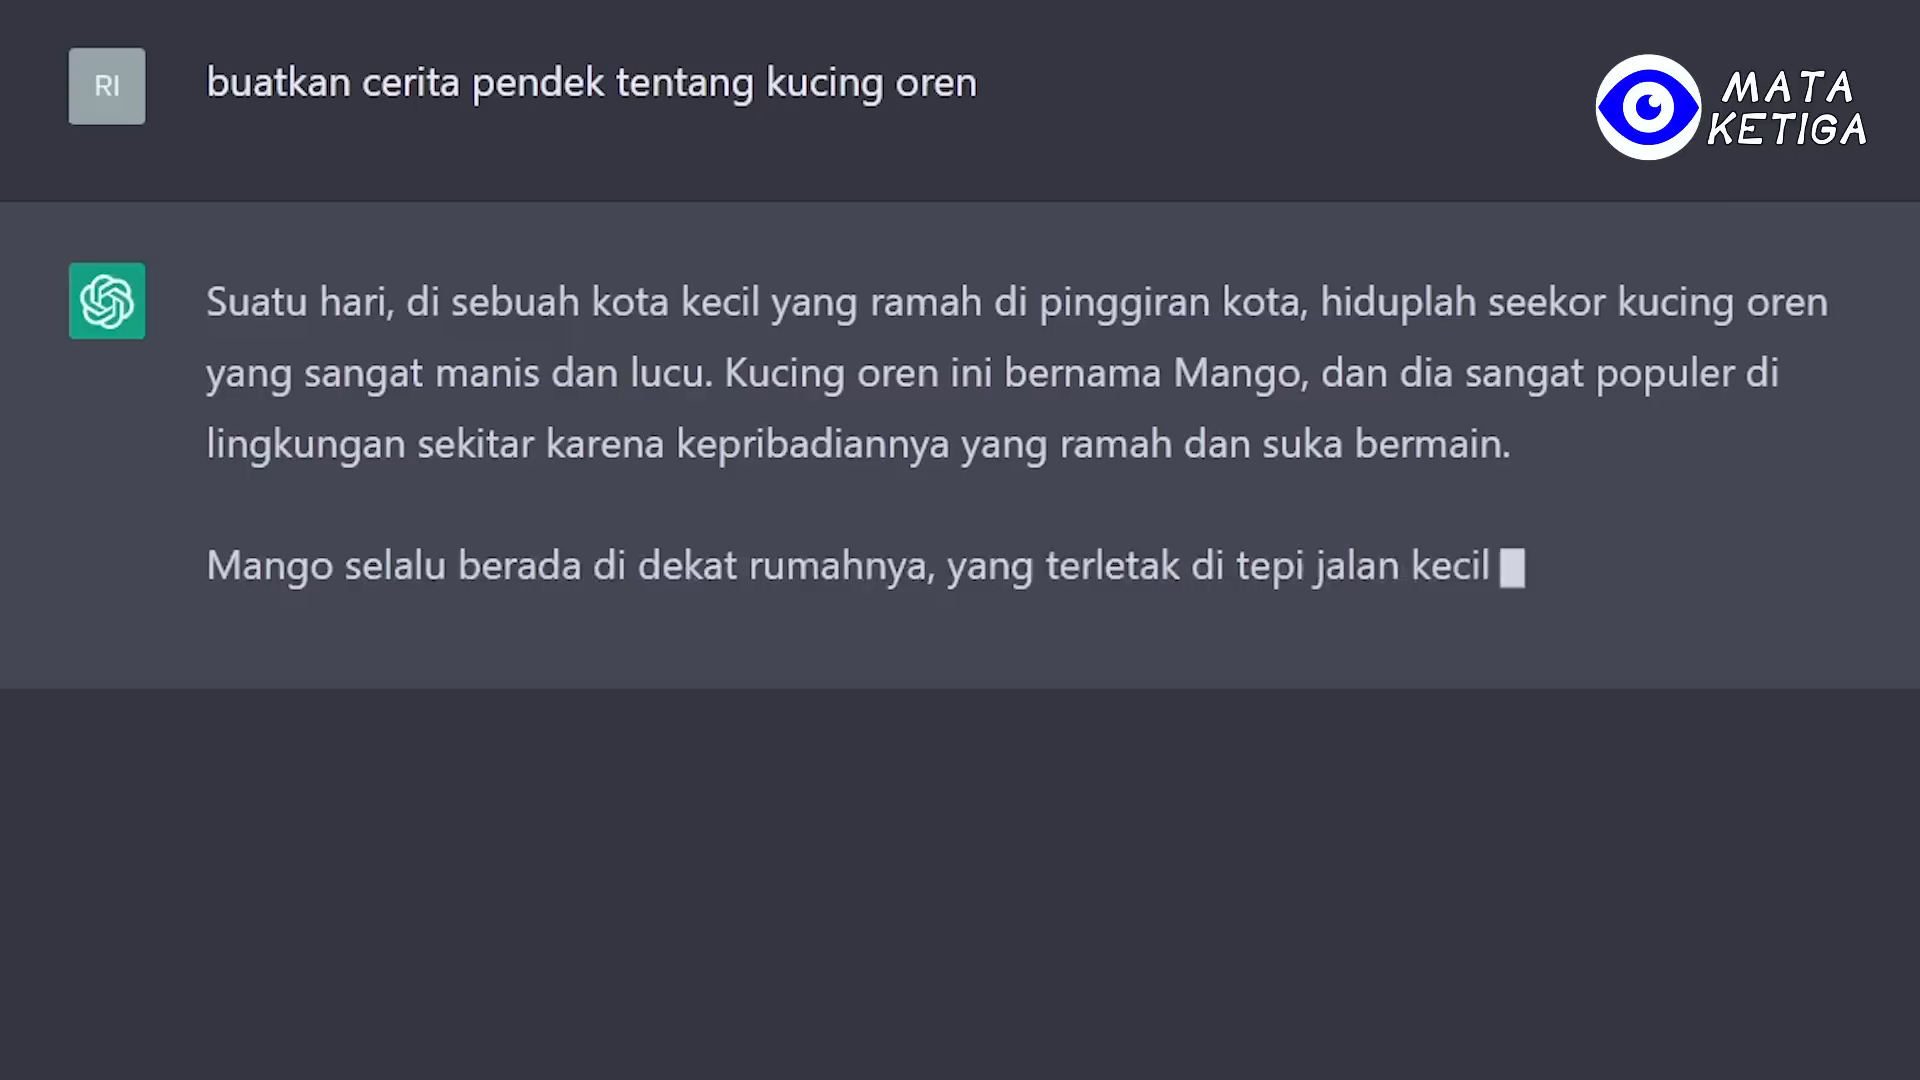 RI
buatkan cerita pendek tentang kucing oren
MATA
KETIGA
Suatu hari, di sebuah kota kecil yang ramah di pinggiran kota, hiduplah seekor kucing oren
yang sangat manis dan lucu. Kucing oren ini bernama Mango, dan dia sangat populer di
lingkungan sekitar karena kepribadiannya yang ramah dan suka bermain.
Mango selalu berada di dekat rumahnya, yang terletak di tepi jalan kecil